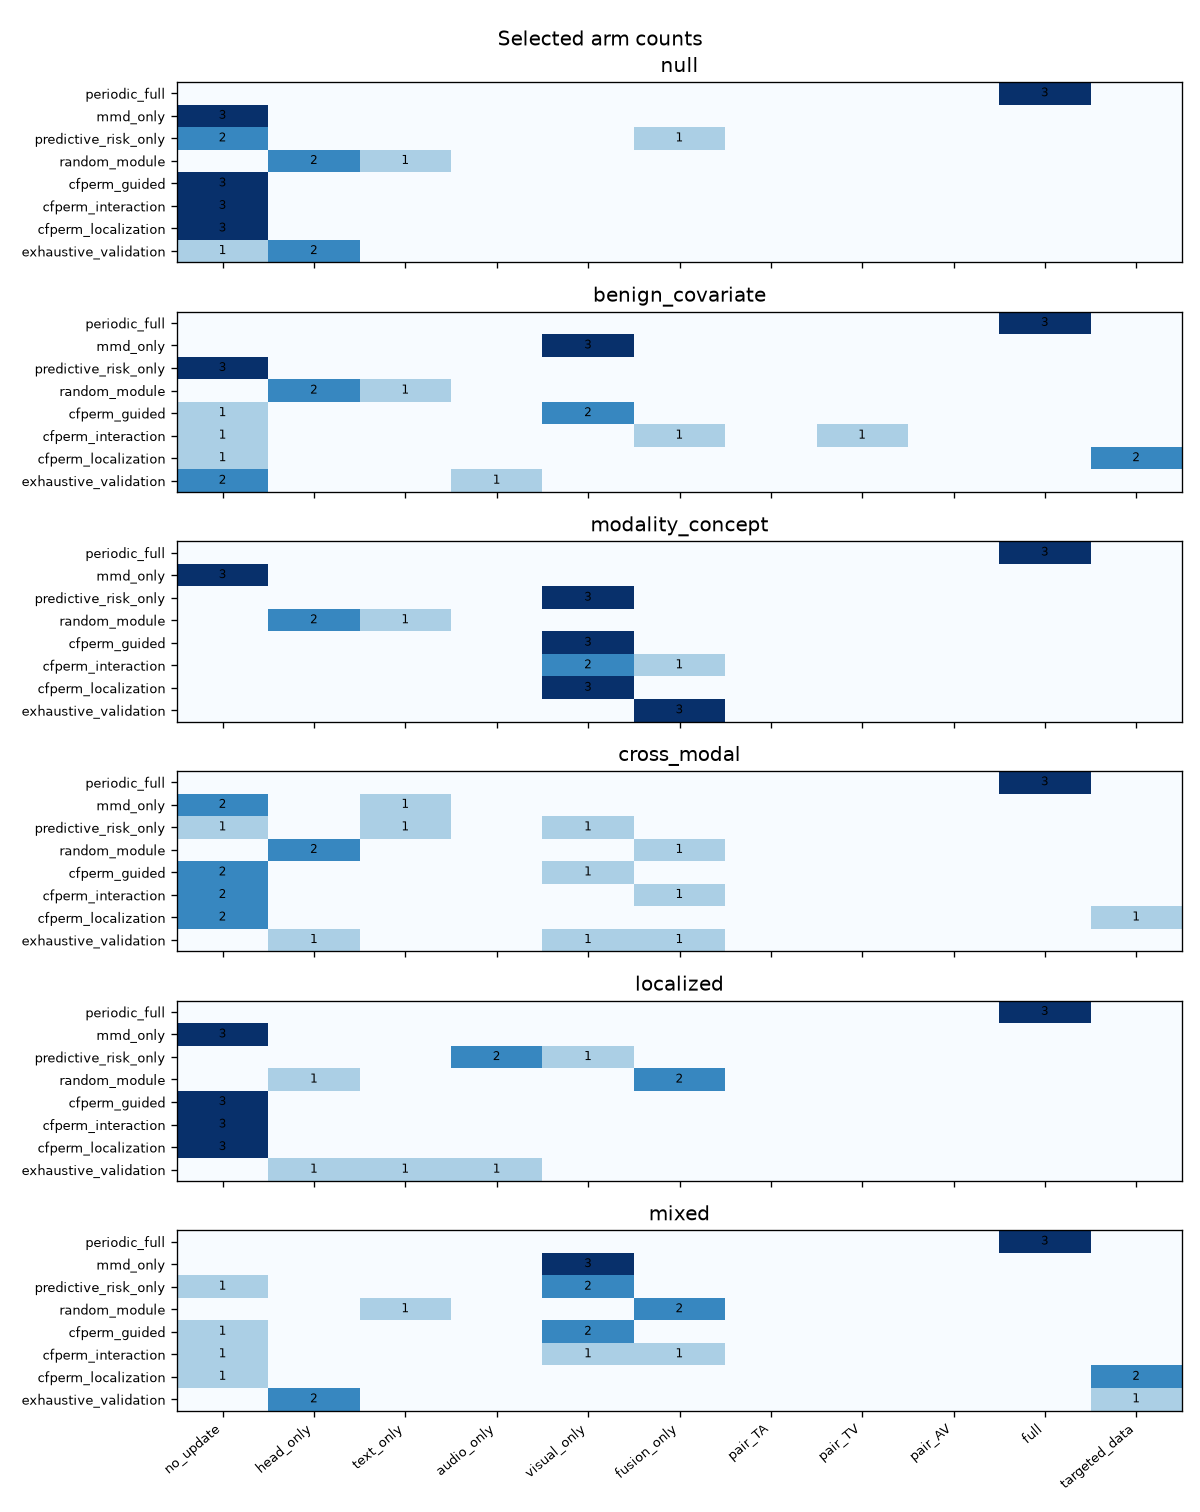 Selected arm counts
null
periodic_full 3
mmd_only 3
predictive_risk_only 2 1
random_module 2 1
cfperm_guided 3
cfperm_interaction 3
cfperm_localization 3
exhaustive_validation 1 2
benign_covariate
periodic_full 3
mmd_only 3
predictive_risk_only 3
random_module 2 1
cfperm_guided 1 2
cfperm_interaction 1 1 1
cfperm_localization 1 2
exhaustive_validation 2 1
modality_concept
periodic_full 3
mmd_only 3
predictive_risk_only 3
random_module 2 1
cfperm_guided 3
cfperm_interaction 2 1
cfperm_localization 3
exhaustive_validation 3
cross_modal
periodic_full 3
mmd_only 2 1
predictive_risk_only 1 1 1
random_module 2 1
cfperm_guided 2 1
cfperm_interaction 2 1
cfperm_localization 2 1
exhaustive_validation 1 1 1
localized
periodic_full 3
mmd_only 3
predictive_risk_only 2 1
random_module 1 2
cfperm_guided 3
cfperm_interaction 3
cfperm_localization 3
exhaustive_validation 1 1 1
mixed
periodic_full 3
mmd_only 3
predictive_risk_only 1 2
random_module 1 2
cfperm_guided 1 2
cfperm_interaction 1 1 1
cfperm_localization 1 2
exhaustive_validation 2 1
no_update head_only text_only audio_only visual_only fusion_only pair_TA pair_TV pair_AV full targeted_data